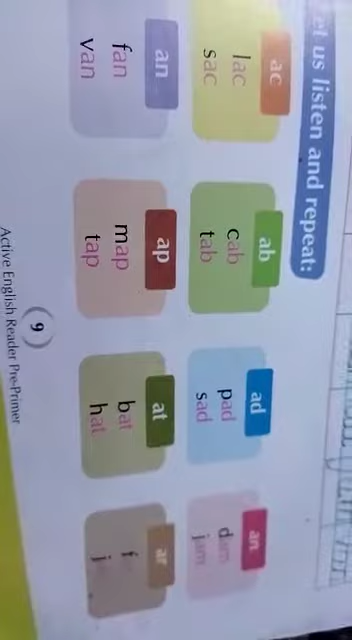 et us listen and repeat:
ac
lac
sac
ab
cab
tab
ad
pad
sad
am
dam
jam
an
fan
van
ap
map
tap
at
bat
hat
ar
f
j
9
Active English Reader Pre-Primer